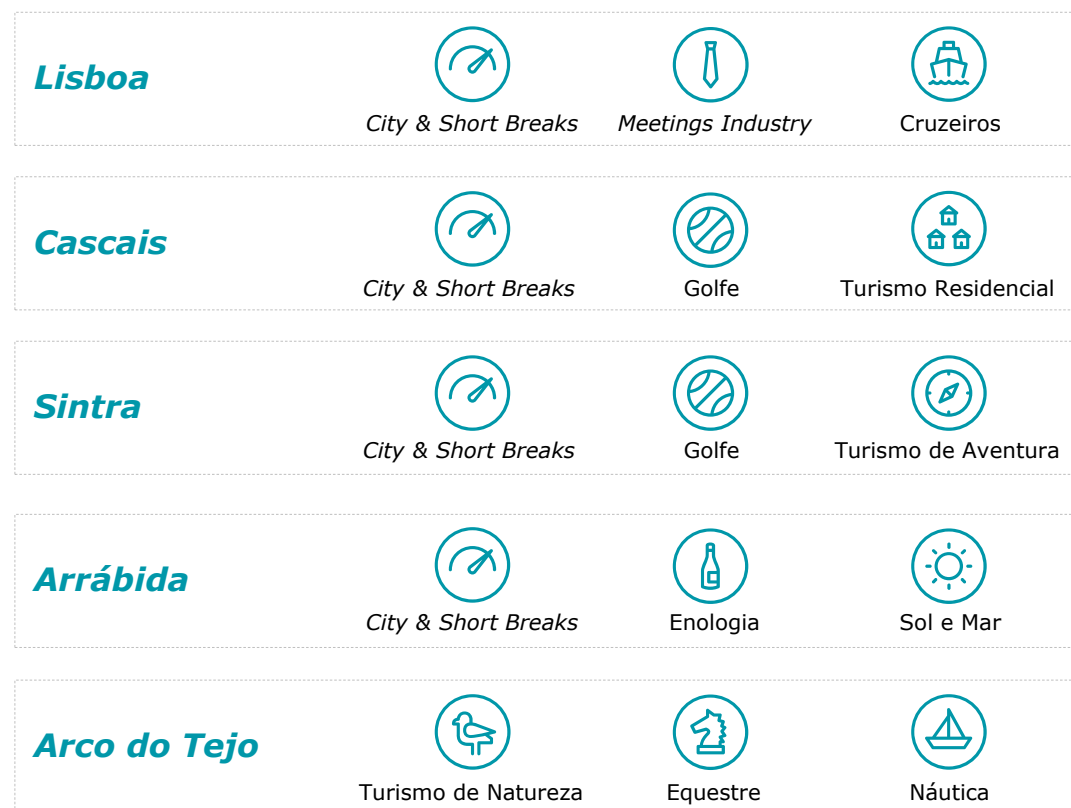 Lisboa
City & Short Breaks
Meetings Industry
Cruzeiros
Cascais
City & Short Breaks
Golfe
Turismo Residencial
Sintra
City & Short Breaks
Golfe
Turismo de Aventura
Arrábida
City & Short Breaks
Enologia
Sol e Mar
Arco do Tejo
Turismo de Natureza
Equestre
Náutica